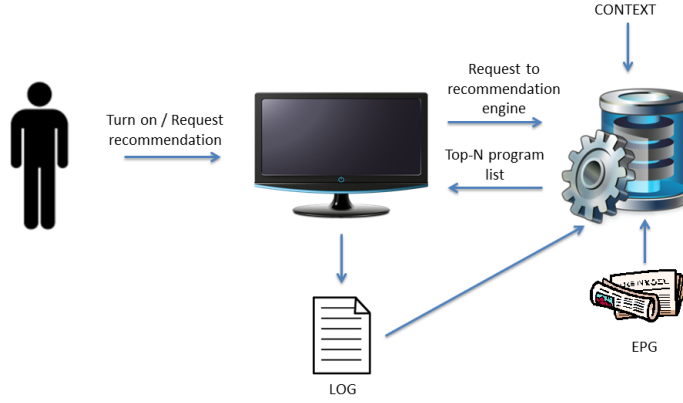 CONTEXT
Request to
recommendation
engine
Turn on / Request
recommendation
Top-N program
list
EPG
LOG